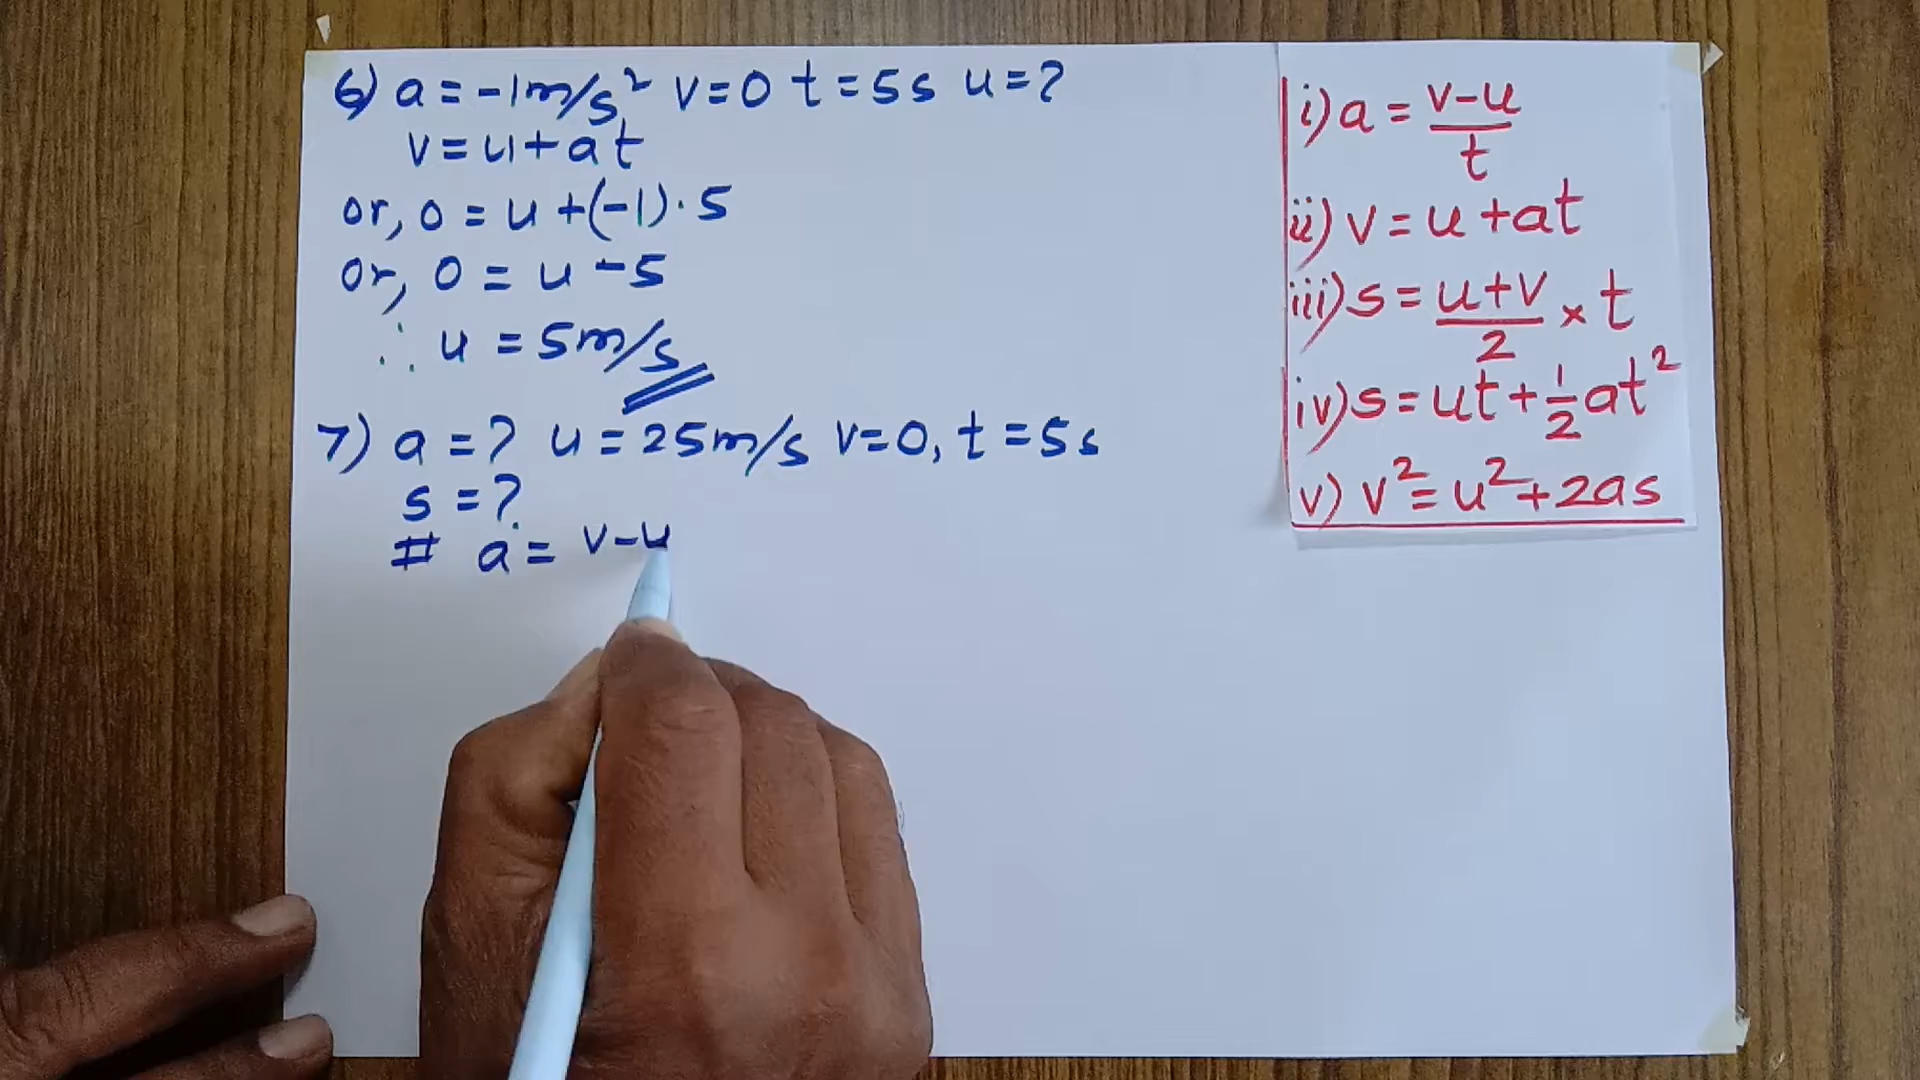 6) a = -1m/s² v=0 t=5s u=?
v=u+at
or, 0 = u +(-1)·5
or, 0 = u -5
∴ u = 5m/s
7) a =? u = 25m/s v=0, t=5s
s =?
# a = v-u
i) a = v-u/t
ii) v = u +at
iii) s = u+v/2 × t
iv) s = ut+1/2at²
v) v² = u²+2as